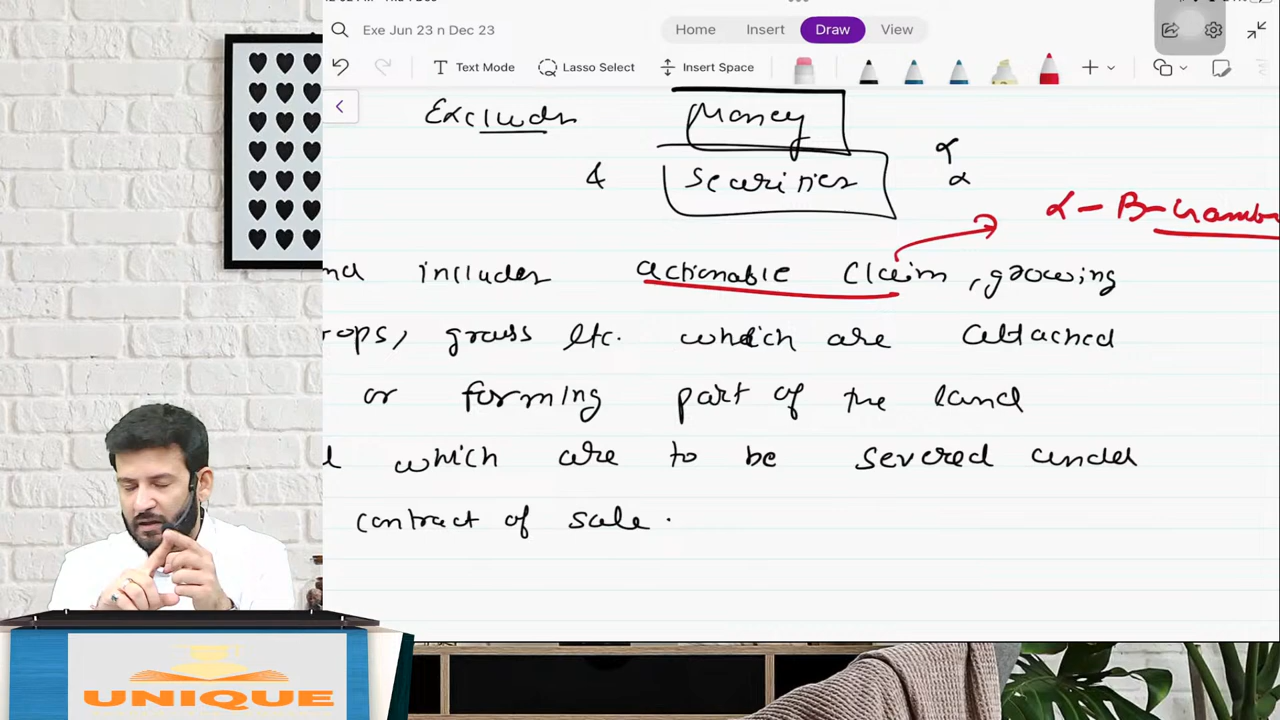 Exe Jun 23 n Dec 23
Home Insert Draw View
Text Mode Lasso Select Insert Space
Excludes Money
& Securities
α - B - Gamb
includes actionable Claim, growing
rops, grass etc. which are attached
or forming part of the land
which are to be severed under
contract of sale.
UNIQUE